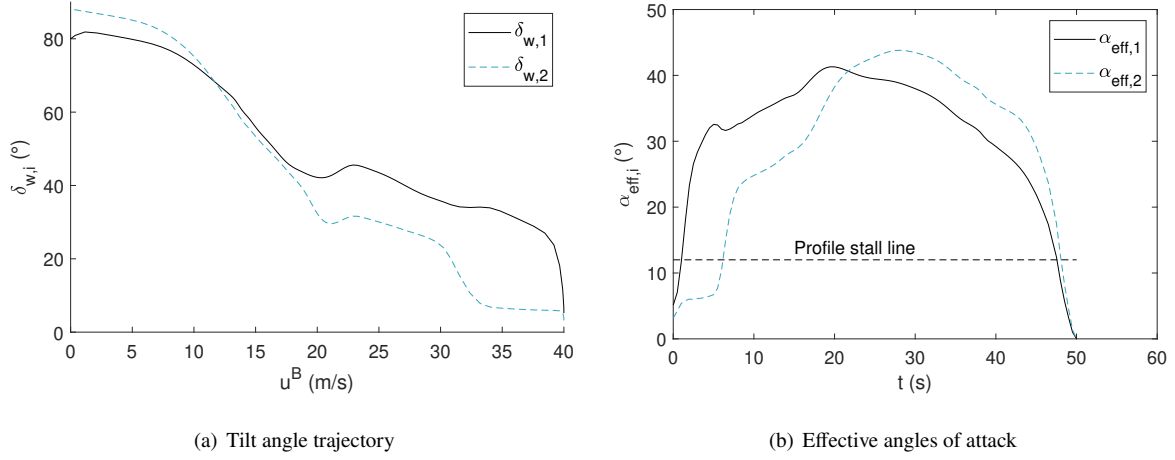 δw,1
δw,2
80
60
40
20
0
δw,i (°)
0 5 10 15 20 25 30 35 40
u^B (m/s)
(a) Tilt angle trajectory
αeff,1
αeff,2
50
40
30
20
10
0
αeff,i (°)
Profile stall line
0 10 20 30 40 50 60
t (s)
(b) Effective angles of attack